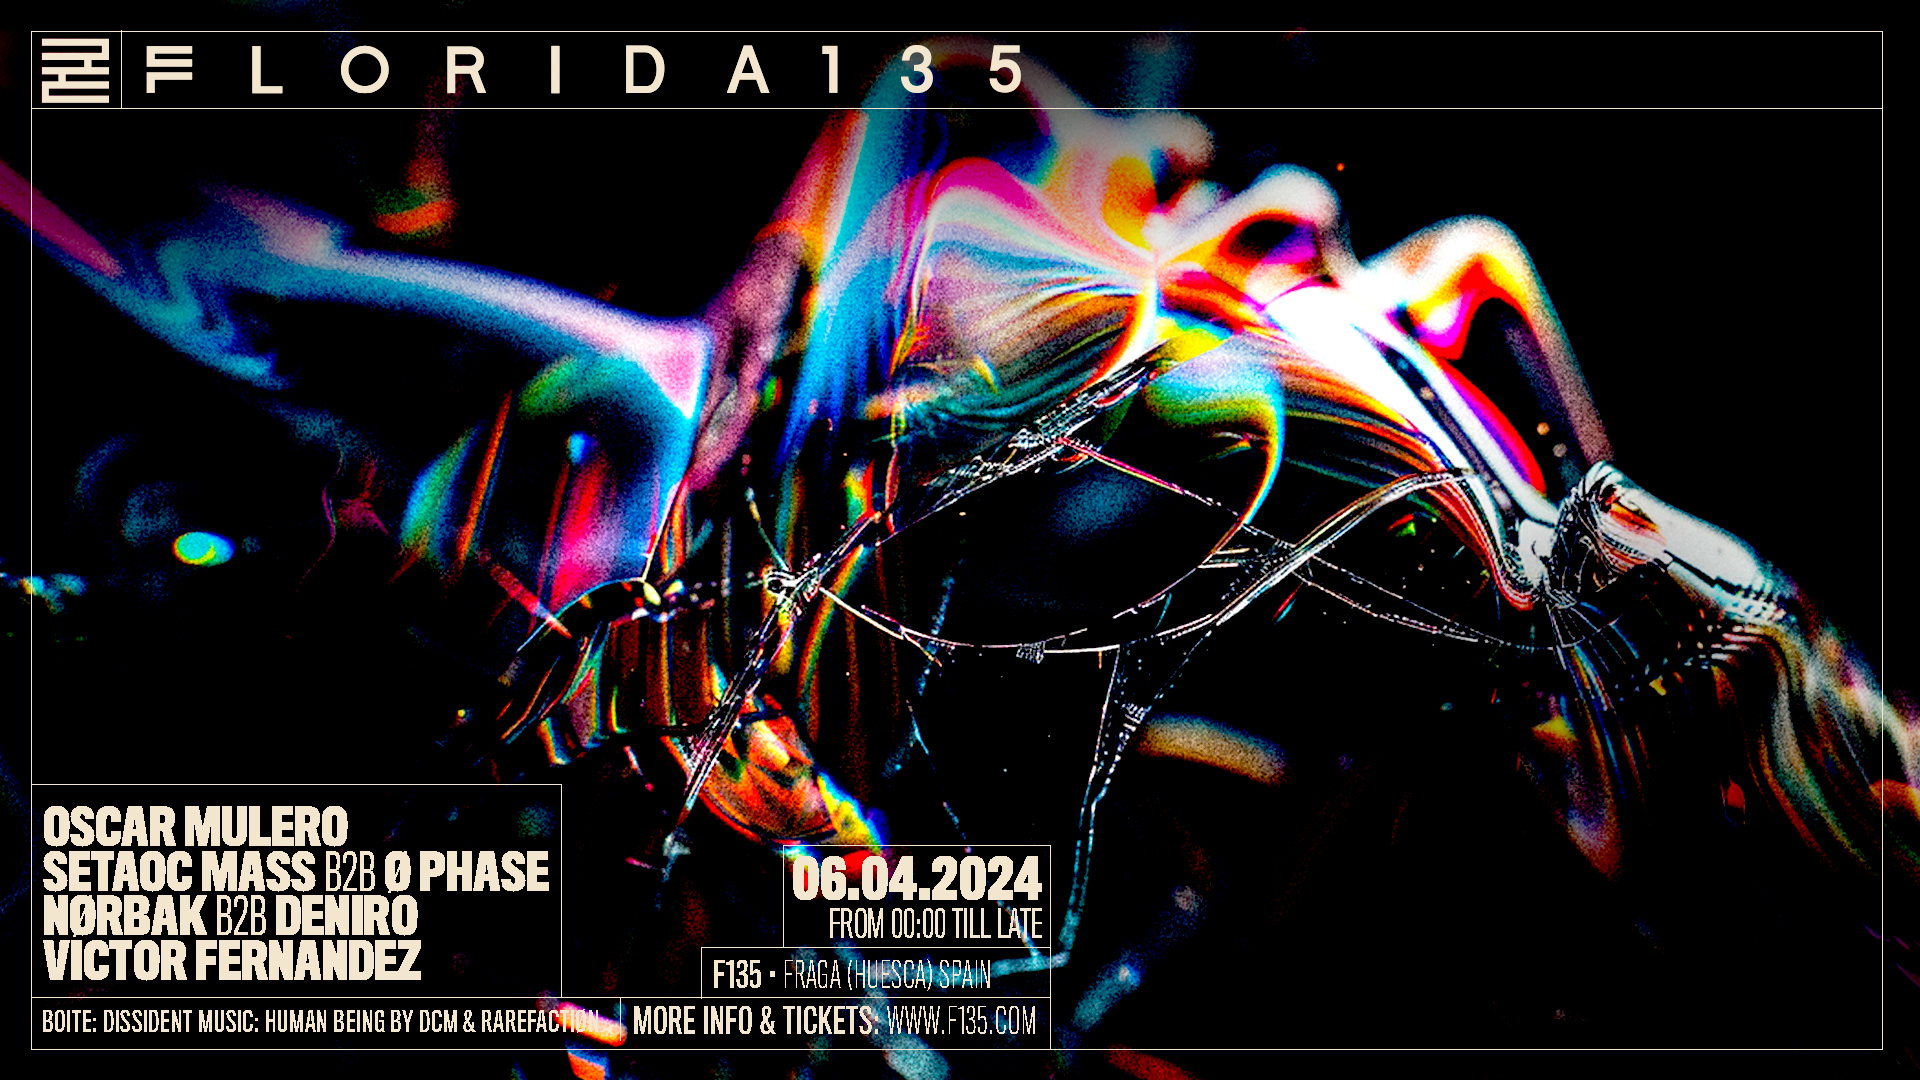 FLORIDA135
OSCAR MULERO
SETAOC MASS B2B Ø PHASE
NØRBAK B2B DENIRO
VÍCTOR FERNANDEZ
06.04.2024
FROM 00:00 TILL LATE
F135 · FRAGA (HUESCA) SPAIN
BOITE: DISSIDENT MUSIC: HUMAN BEING BY DCM & RAREFACTION
MORE INFO & TICKETS: WWW.F135.COM